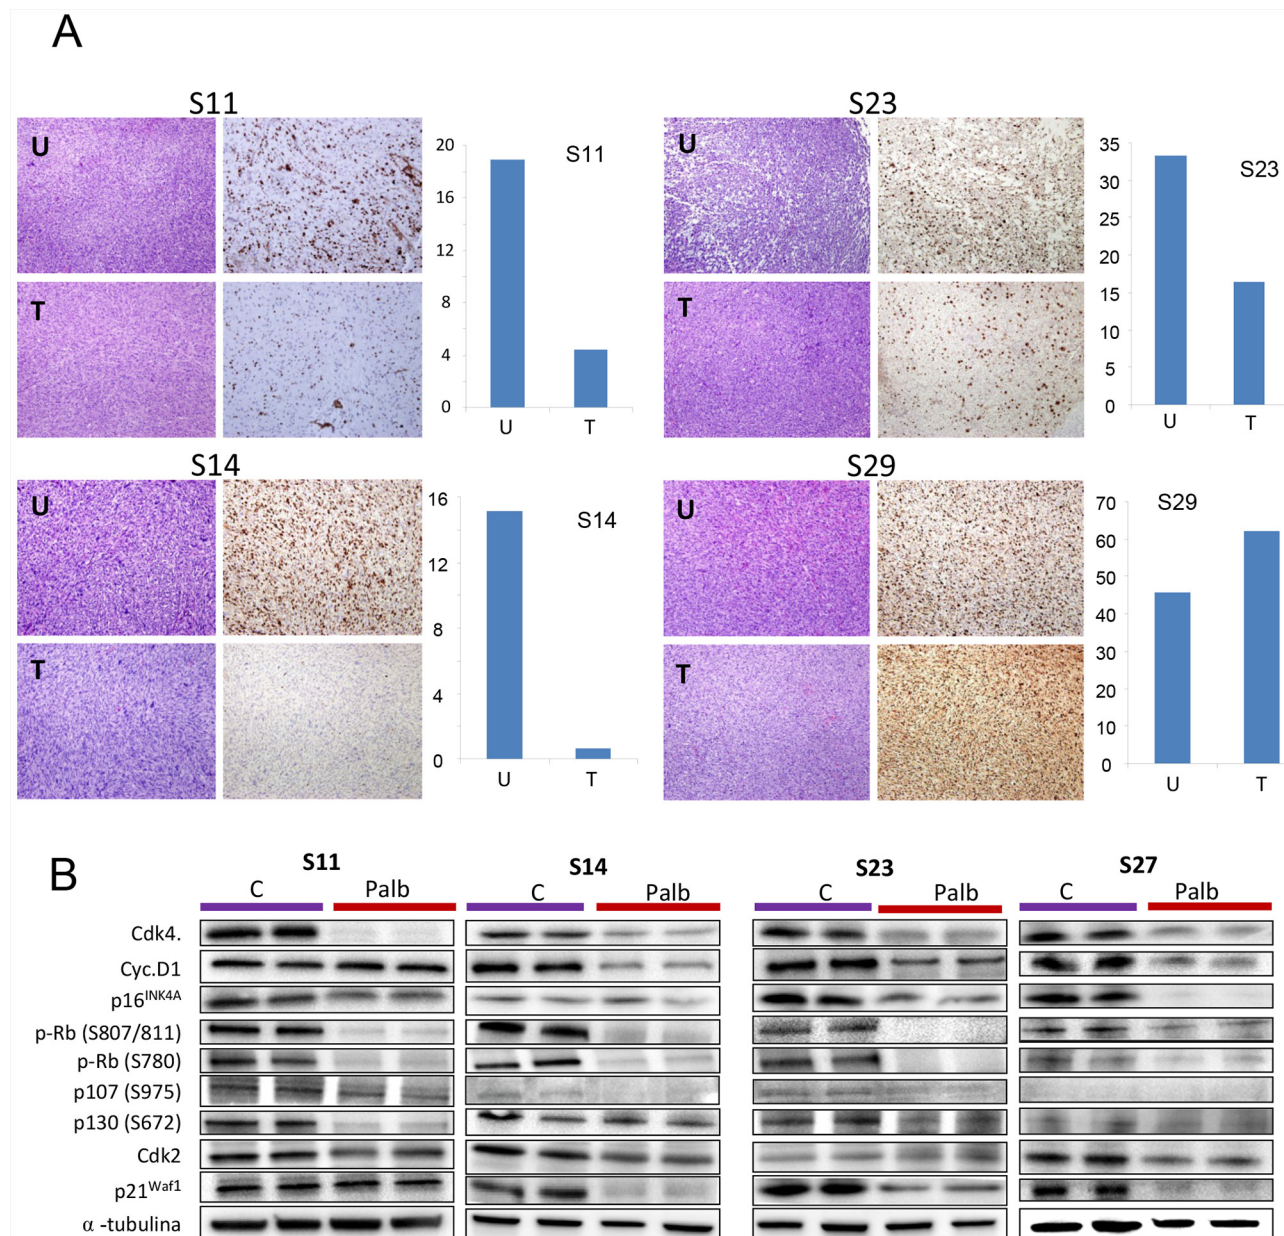 A
S11
S23
U
20
16
12
8
4
0
S11
U
T
T
U
35
30
25
20
15
10
5
0
S23
U
T
T
S14
S29
U
16
12
8
4
0
S14
U
T
T
U
70
60
50
40
30
20
10
0
S29
U
T
T
B
S11
S14
S23
S27
C Palb C Palb C Palb C Palb
Cdk4.
Cyc.D1
p16INK4A
p-Rb (S807/811)
p-Rb (S780)
p107 (S975)
p130 (S672)
Cdk2
p21Waf1
α -tubulina